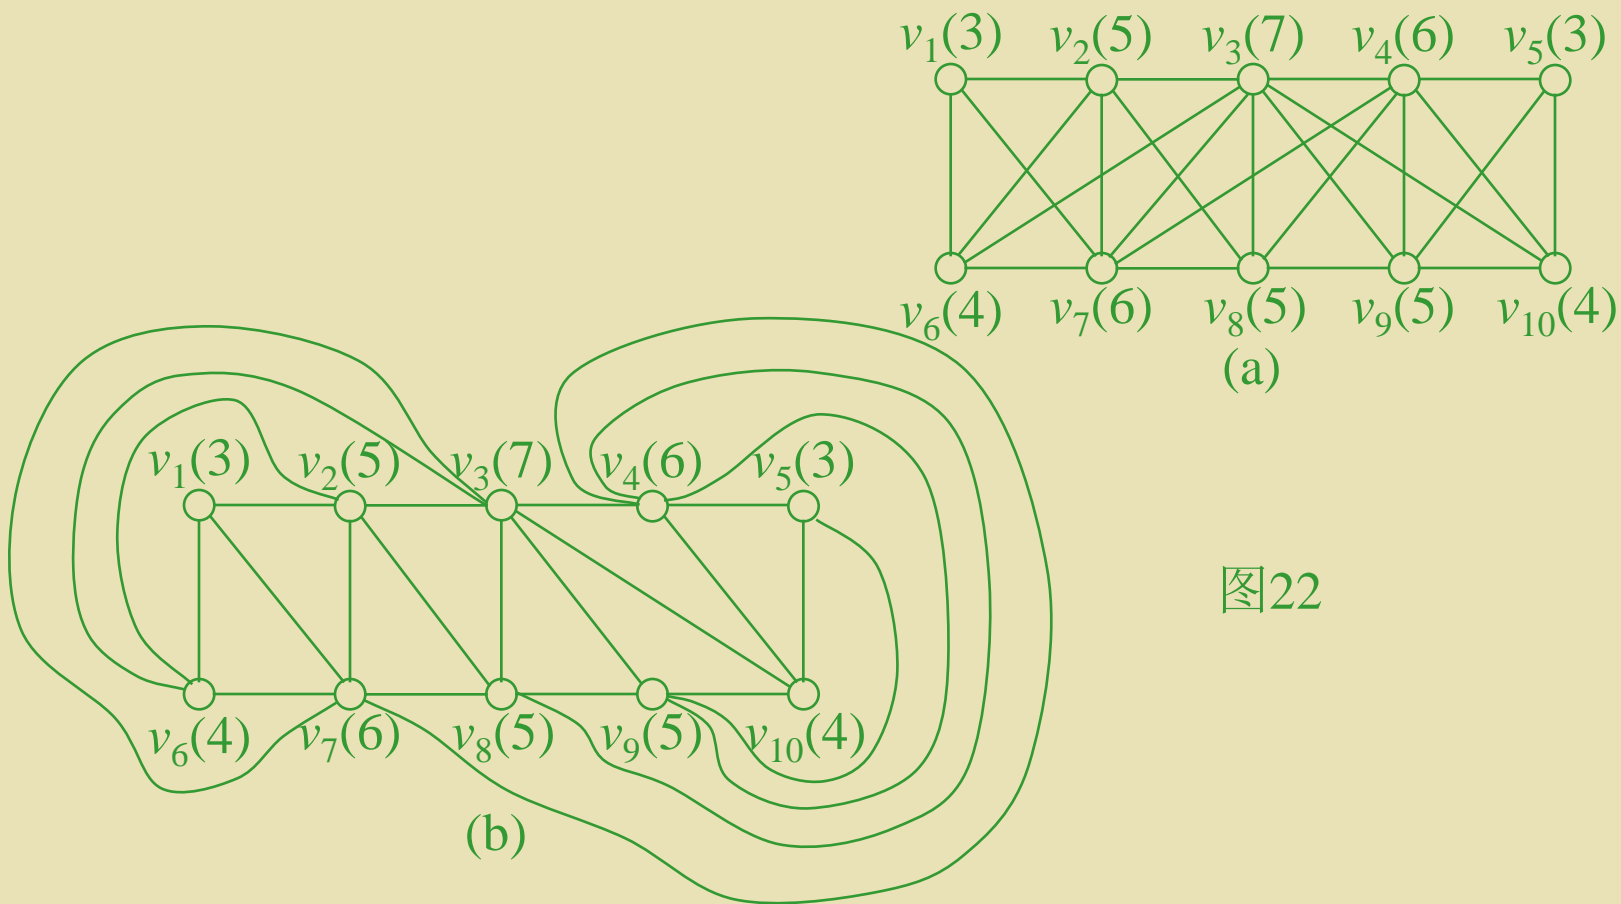 v1(3) v2(5) v3(7) v4(6) v5(3)
v6(4) v7(6) v8(5) v9(5) v10(4)
(a)
v1(3) v2(5) v3(7) v4(6) v5(3)
图22
v6(4) v7(6) v8(5) v9(5) v10(4)
(b)